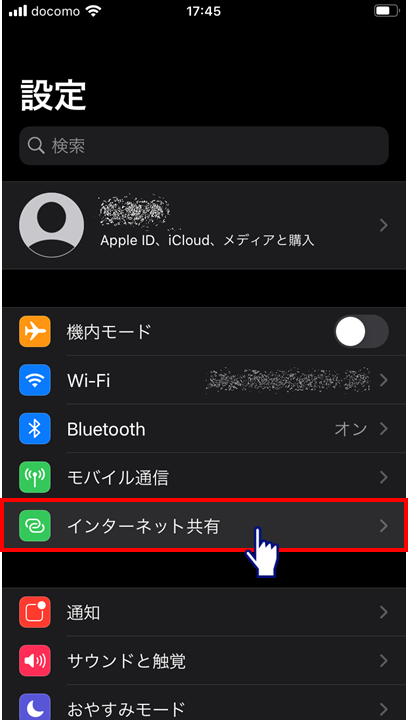 docomo 17:45
設定
検索
Apple ID、iCloud、メディアと購入
機内モード
Wi-Fi
Bluetooth オン
モバイル通信
インターネット共有
通知
サウンドと触覚
おやすみモード